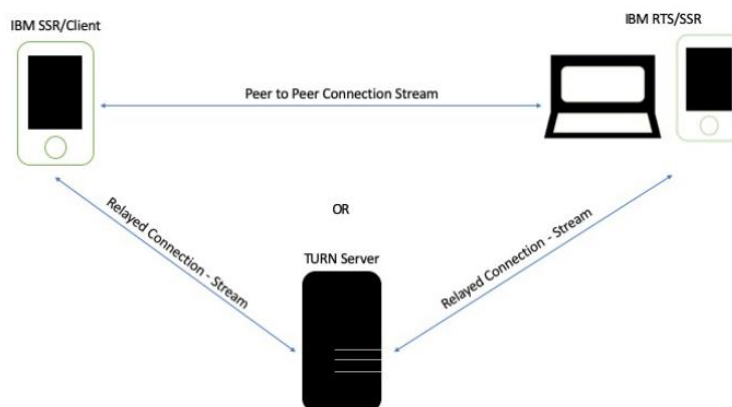 IBM SSR/Client
IBM RTS/SSR
Peer to Peer Connection Stream
OR
Relayed Connection - Stream
Relayed Connection - Stream
TURN Server